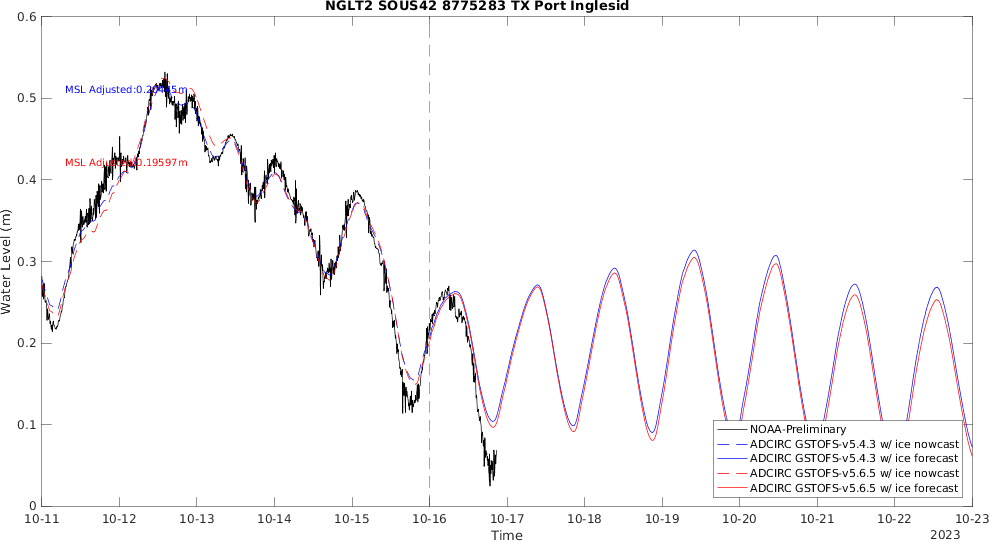 NGLT2 SOUS42 8775283 TX Port Inglesid
Water Level (m)
0.6
0.5
0.4
0.3
0.2
0.1
0
MSL Adjusted:
MSL Adjusted:0.19597m
NOAA-Preliminary
ADCIRC GSTOFS-v5.4.3 w/ ice nowcast
ADCIRC GSTOFS-v5.4.3 w/ ice forecast
ADCIRC GSTOFS-v5.6.5 w/ ice nowcast
ADCIRC GSTOFS-v5.6.5 w/ ice forecast
10-11 10-12 10-13 10-14 10-15 10-16 10-17 10-18 10-19 10-20 10-21 10-22 10-23
Time
2023